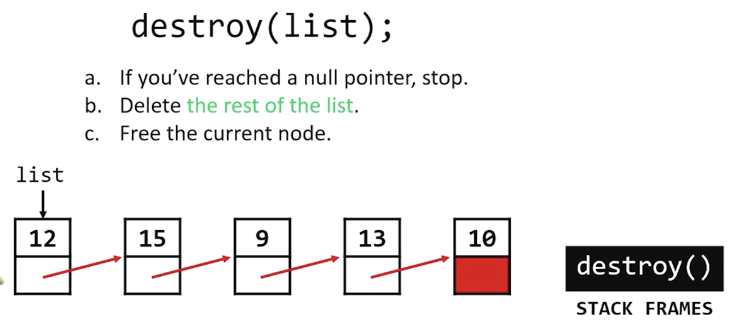 destroy(list);
a. If you've reached a null pointer, stop.
b. Delete the rest of the list.
c. Free the current node.
list
12 15 9 13 10
destroy()
STACK FRAMES